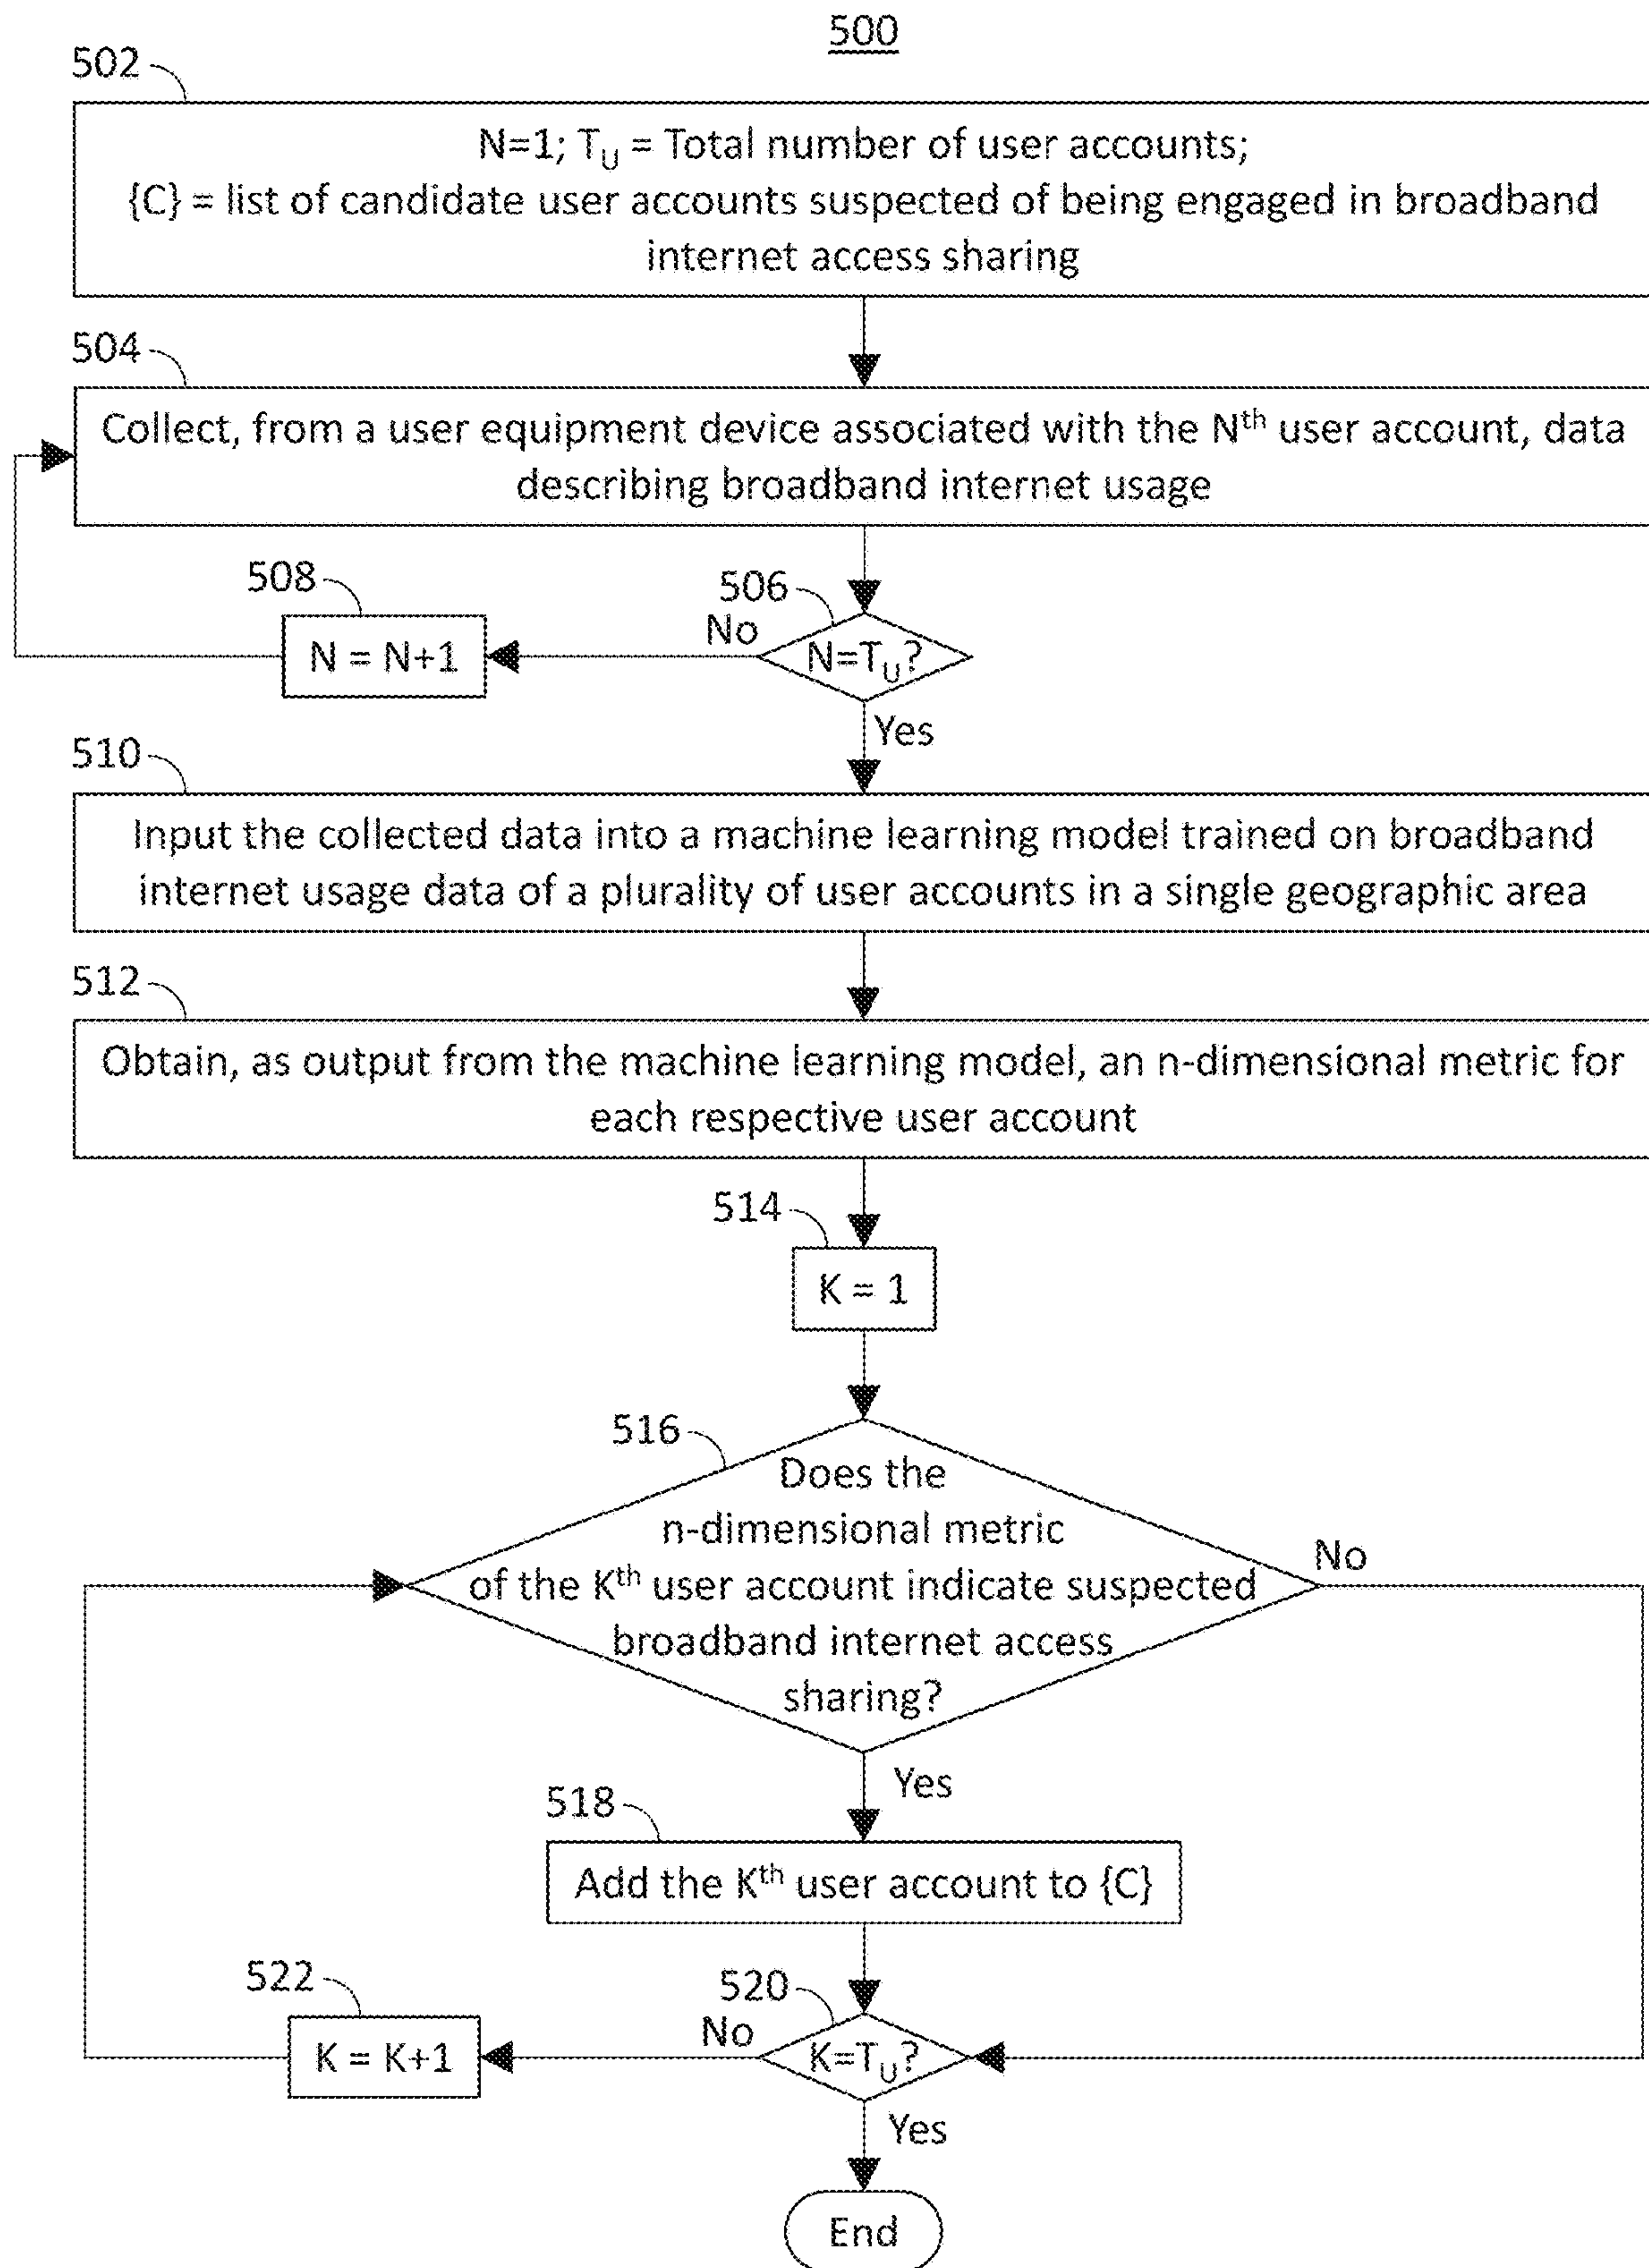 500
502
N=1; T_U = Total number of user accounts;
{C} = list of candidate user accounts suspected of being engaged in broadband
internet access sharing
504
Collect, from a user equipment device associated with the Nth user account, data
describing broadband internet usage
508
506
No
N = N+1
N=T_U?
Yes
510
Input the collected data into a machine learning model trained on broadband
internet usage data of a plurality of user accounts in a single geographic area
512
Obtain, as output from the machine learning model, an n-dimensional metric for
each respective user account
514
K = 1
516
Does the
n-dimensional metric
No
of the Kth user account indicate suspected
broadband internet access
sharing?
Yes
518
Add the Kth user account to {C}
522
520
No
K = K+1
K=T_U?
Yes
End